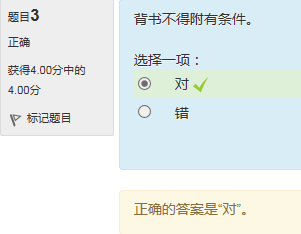 题目3
正确
获得4.00分中的
4.00分
标记题目
背书不得附有条件。
选择一项：
对
错
正确的答案是“对”。